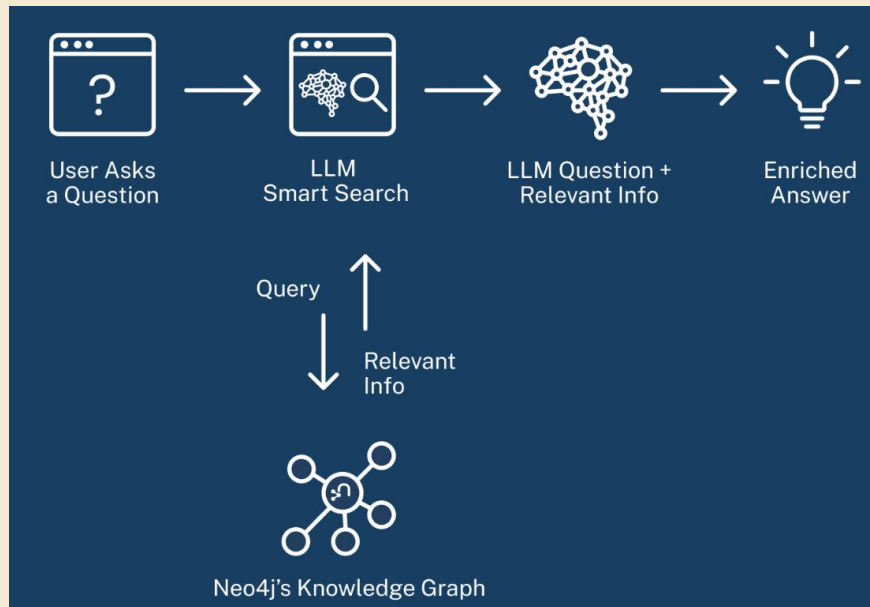 ?
User Asks
a Question
LLM
Smart Search
LLM Question +
Relevant Info
Enriched
Answer
Query
Relevant
Info
Neo4j's Knowledge Graph